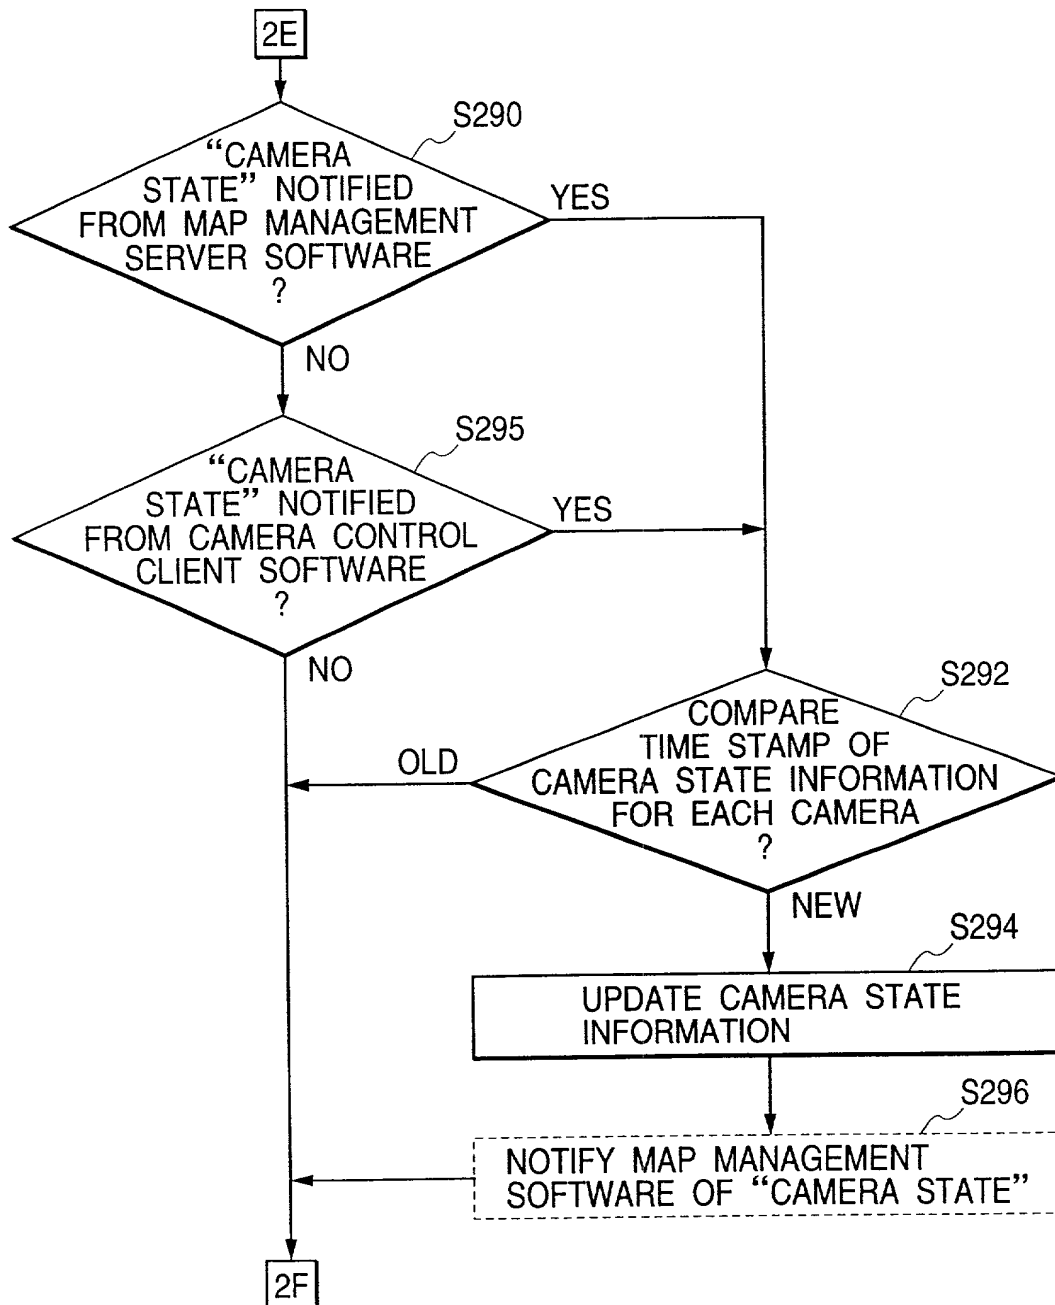 2E
S290
“CAMERA
STATE” NOTIFIED
FROM MAP MANAGEMENT
SERVER SOFTWARE
?
YES
NO
S295
“CAMERA
STATE” NOTIFIED
FROM CAMERA CONTROL
CLIENT SOFTWARE
?
YES
NO
S292
COMPARE
TIME STAMP OF
CAMERA STATE INFORMATION
FOR EACH CAMERA
?
OLD
NEW
S294
UPDATE CAMERA STATE
INFORMATION
S296
NOTIFY MAP MANAGEMENT
SOFTWARE OF “CAMERA STATE”
2F